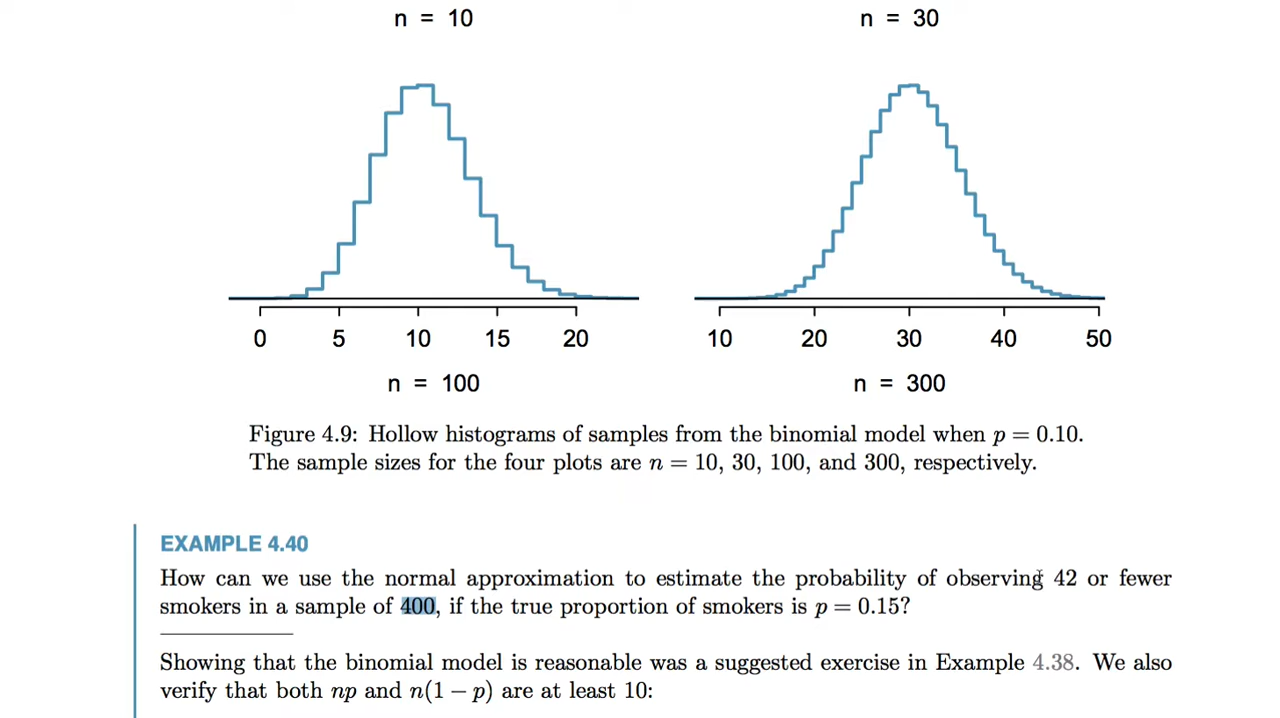 n = 10 n = 30
0 5 10 15 20 10 20 30 40 50
n = 100 n = 300
Figure 4.9: Hollow histograms of samples from the binomial model when p = 0.10.
The sample sizes for the four plots are n = 10, 30, 100, and 300, respectively.
EXAMPLE 4.40
How can we use the normal approximation to estimate the probability of observing 42 or fewer
smokers in a sample of 400, if the true proportion of smokers is p = 0.15?
Showing that the binomial model is reasonable was a suggested exercise in Example 4.38. We also
verify that both np and n(1 − p) are at least 10: